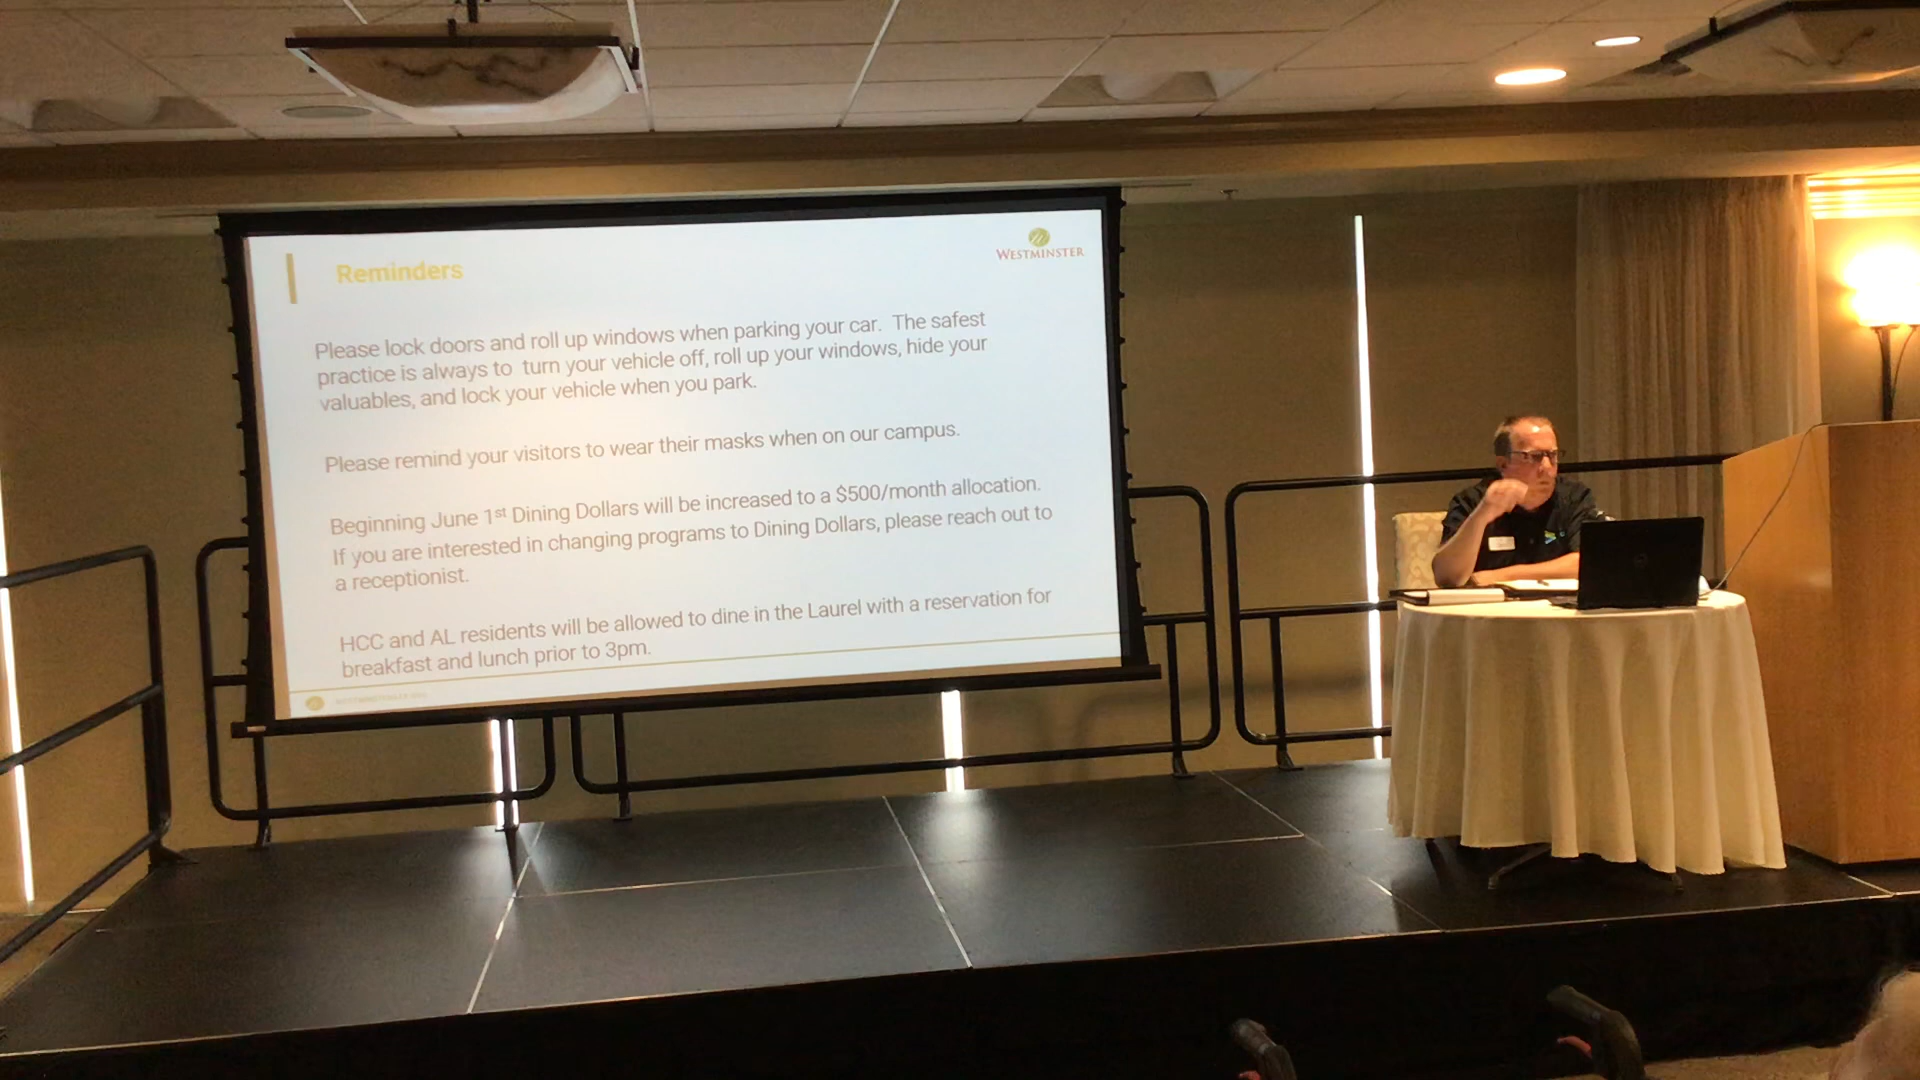 WESTMINSTER
Reminders
Please lock doors and roll up windows when parking your car. The safest
practice is always to turn your vehicle off, roll up your windows, hide your
valuables, and lock your vehicle when you park.
Please remind your visitors to wear their masks when on our campus.
Beginning June 1st Dining Dollars will be increased to a $500/month allocation.
If you are interested in changing programs to Dining Dollars, please reach out to
a receptionist.
HCC and AL residents will be allowed to dine in the Laurel with a reservation for
breakfast and lunch prior to 3pm.